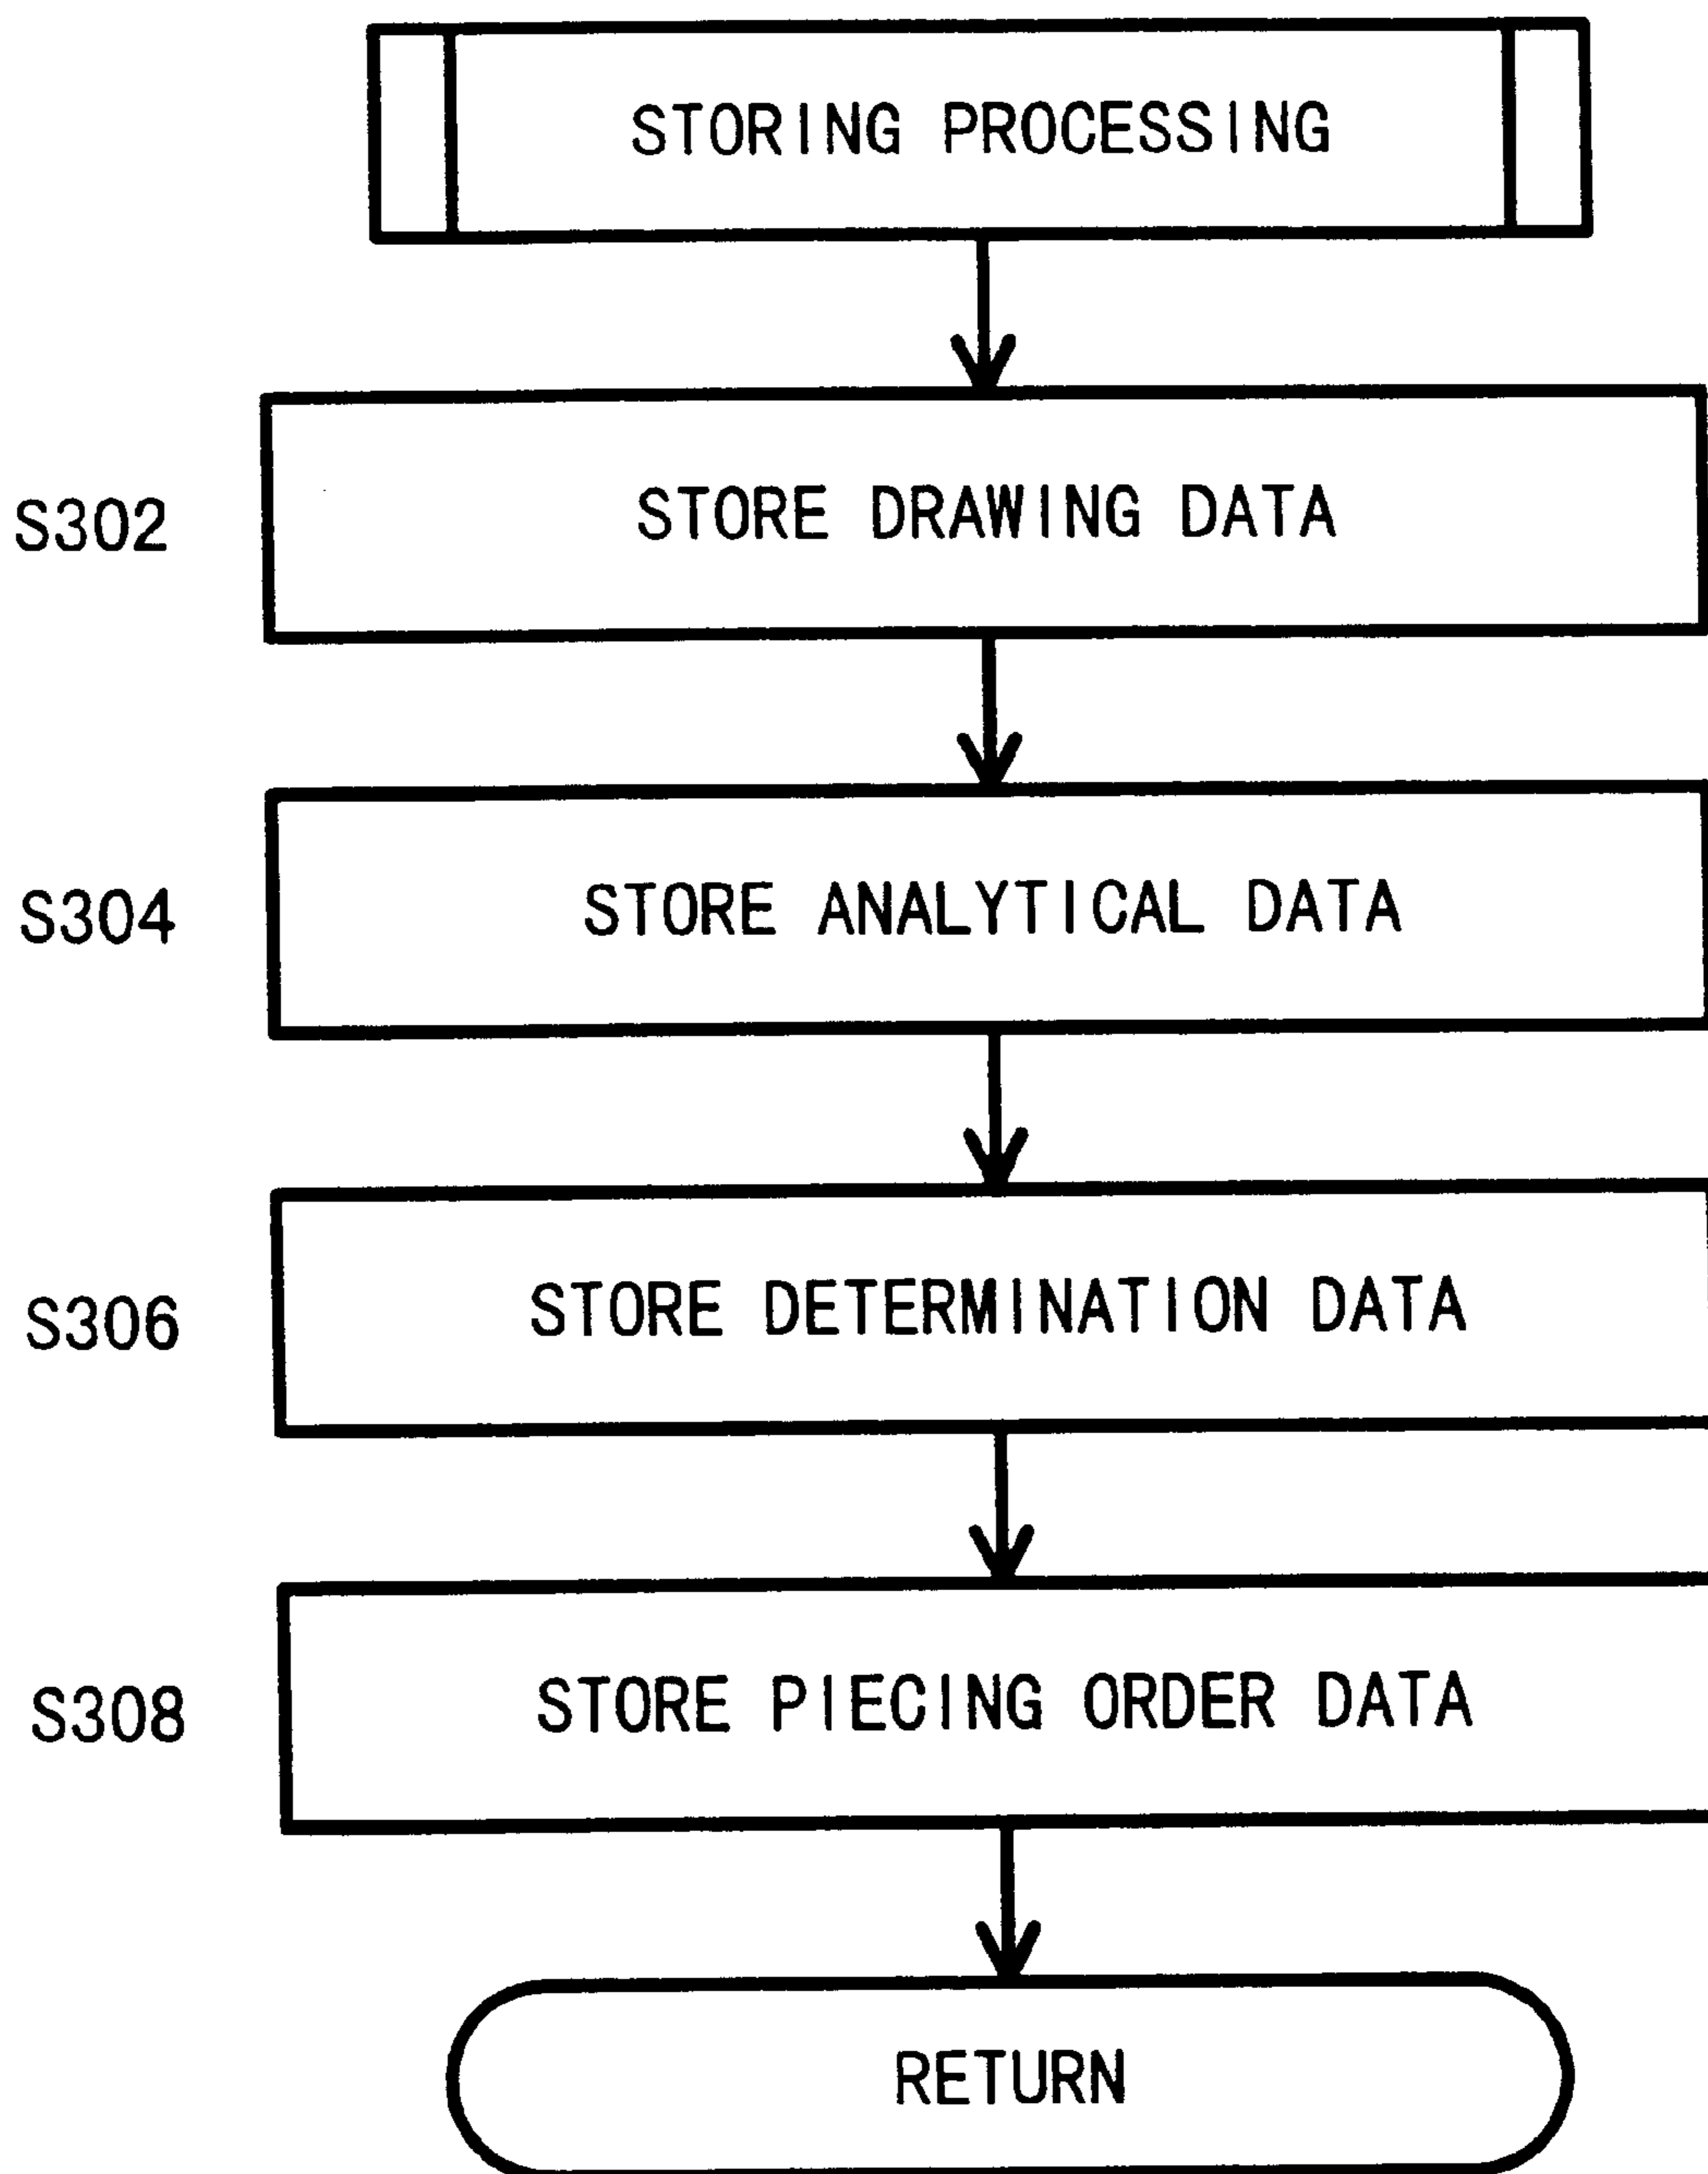 STORING PROCESSING
S302
STORE DRAWING DATA
S304
STORE ANALYTICAL DATA
S306
STORE DETERMINATION DATA
S308
STORE PIECING ORDER DATA
RETURN